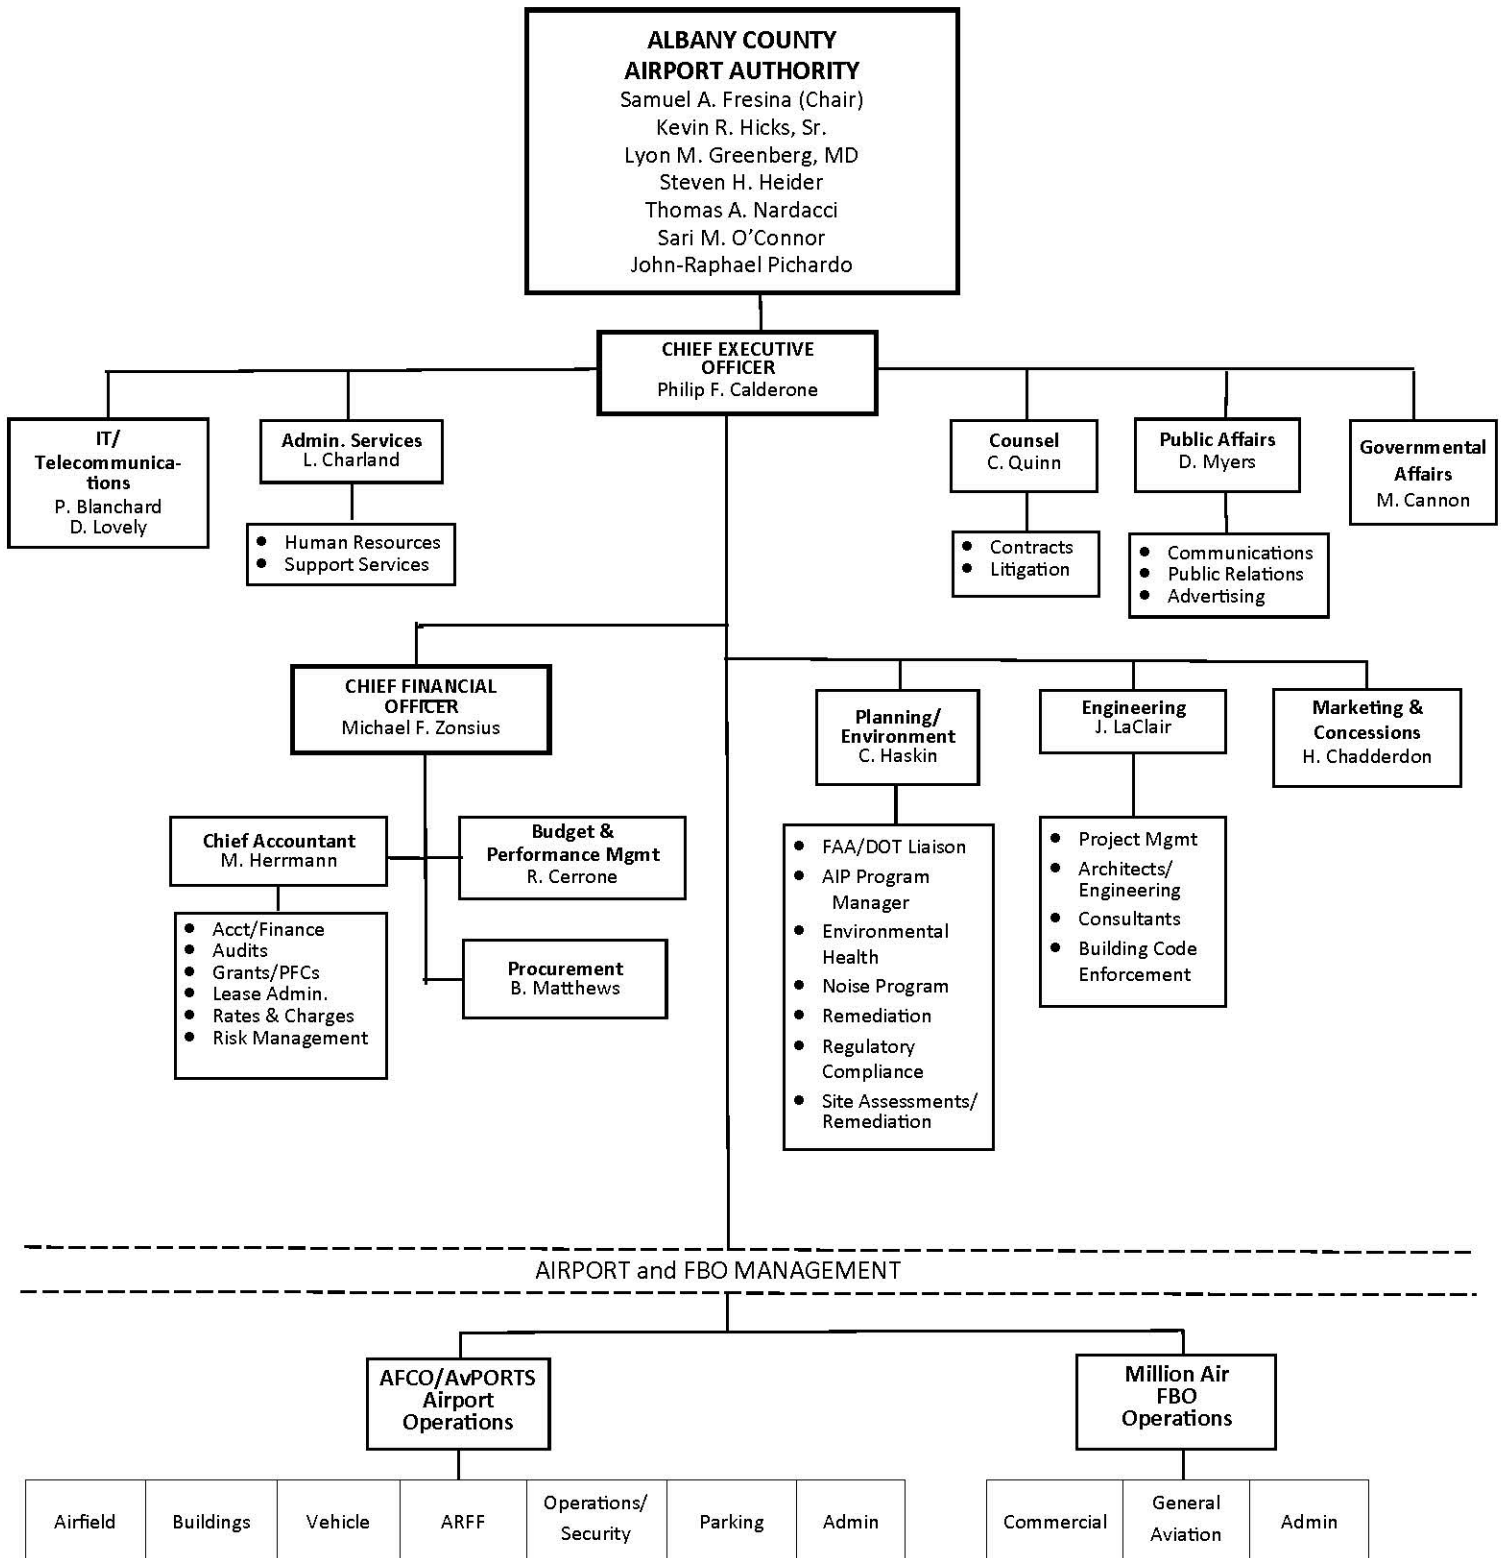 ALBANY COUNTY
AIRPORT AUTHORITY
Samuel A. Fresina (Chair)
Kevin R. Hicks, Sr.
Lyon M. Greenberg, MD
Steven H. Heider
Thomas A. Nardacci
Sari M. O’Connor
John-Raphael Pichardo
CHIEF EXECUTIVE
OFFICER
Philip F. Calderone
IT/
Telecommunica-
tions
P. Blanchard
D. Lovely
Admin. Services
L. Charland
• Human Resources
• Support Services
Counsel
C. Quinn
• Contracts
• Litigation
Public Affairs
D. Myers
• Communications
• Public Relations
• Advertising
Governmental
Affairs
M. Cannon
CHIEF FINANCIAL
OFFICER
Michael F. Zonsius
Chief Accountant
M. Herrmann
• Acct/Finance
• Audits
• Grants/PFCs
• Lease Admin.
• Rates & Charges
• Risk Management
Budget &
Performance Mgmt
R. Cerrone
Procurement
B. Matthews
Planning/
Environment
C. Haskin
• FAA/DOT Liaison
• AIP Program
Manager
• Environmental
Health
• Noise Program
• Remediation
• Regulatory
Compliance
• Site Assessments/
Remediation
Engineering
J. LaClair
• Project Mgmt
• Architects/
Engineering
• Consultants
• Building Code
Enforcement
Marketing &
Concessions
H. Chadderdon
AIRPORT and FBO MANAGEMENT
AFCO/AvPORTS
Airport
Operations
Airfield
Buildings
Vehicle
ARFF
Operations/
Security
Parking
Admin
Million Air
FBO
Operations
Commercial
General
Aviation
Admin